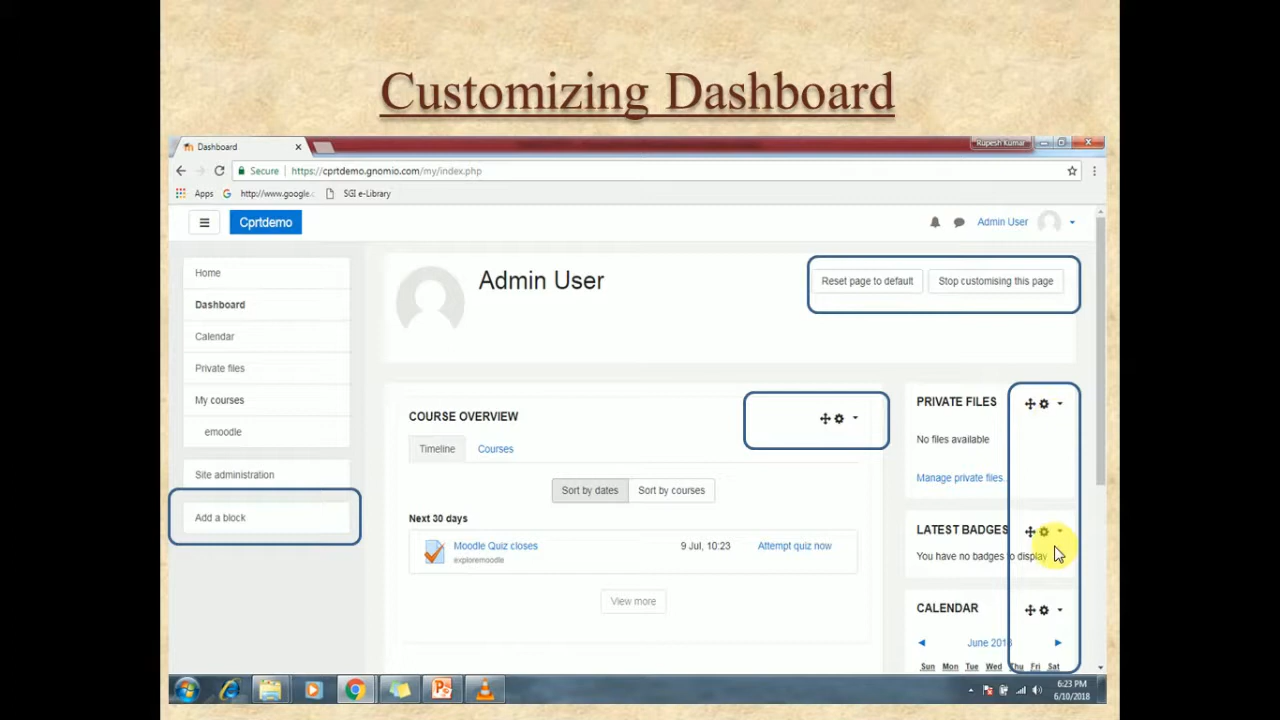 Customizing Dashboard
Dashboard
Rupesh Kumar
Secure https://cprtdemo.gnomio.com/my/index.php
Apps http://www.google.c SGI e-Library
Cprtdemo
Admin User
Home
Dashboard
Calendar
Private files
My courses
emoodle
Site administration
Add a block
Admin User
Reset page to default Stop customising this page
COURSE OVERVIEW
Timeline Courses
Sort by dates Sort by courses
Next 30 days
Moodle Quiz closes 9 Jul, 10:23 Attempt quiz now
exploremoodle
View more
PRIVATE FILES
No files available
Manage private files...
LATEST BADGES
You have no badges to display
CALENDAR
June 2018
Sun Mon Tue Wed Thu Fri Sat
6:23 PM
6/10/2018